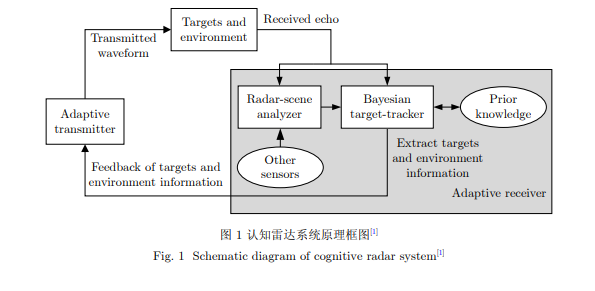 Targets and
environment
Received echo
Transmitted
waveform
Radar-scene
analyzer
Bayesian
target-tracker
Prior
knowledge
Adaptive
transmitter
Extract targets
and environment
information
Other
sensors
Feedback of targets and
environment information
Adaptive receiver
图 1 认知雷达系统原理框图[1]
Fig. 1 Schematic diagram of cognitive radar system[1]